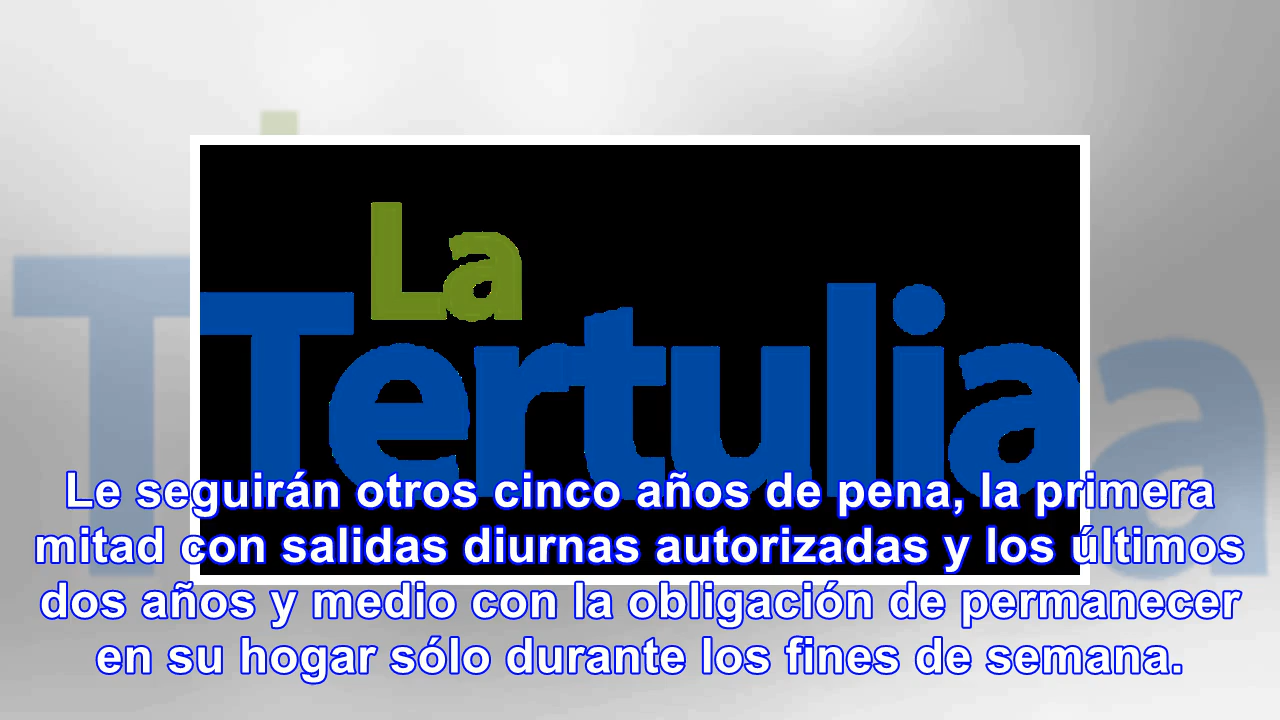 La
Tertulia
Le seguirán otros cinco años de pena, la primera
mitad con salidas diurnas autorizadas y los últimos
dos años y medio con la obligación de permanecer
en su hogar sólo durante los fines de semana.